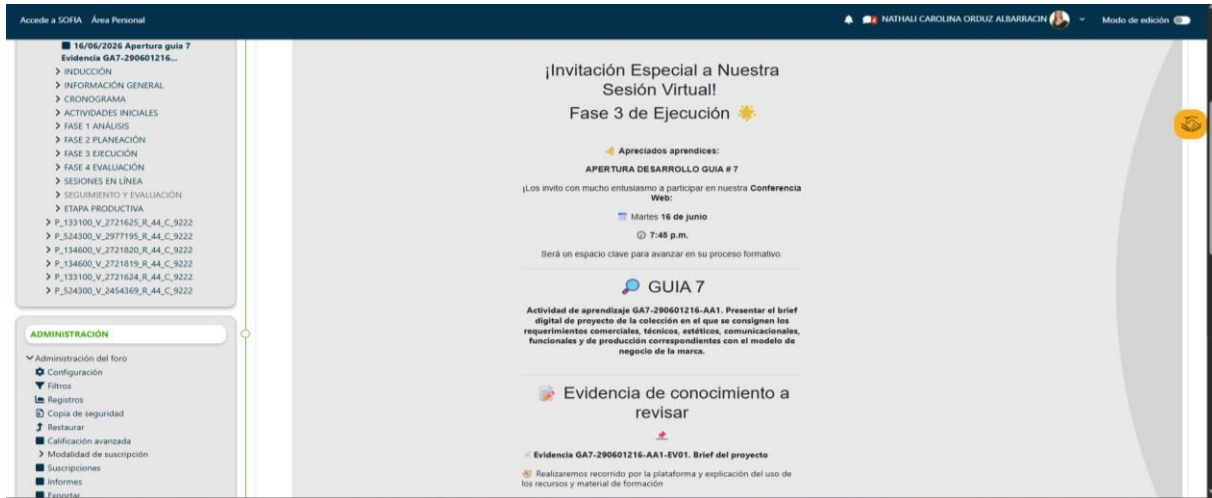 Accede a SOFIA Área Personal
NATHALI CAROLINA ORDUZ ALBARRACIN
Modo de edición
16/06/2026 Apertura guia 7
Evidencia GA7-290601216...
INDUCCIÓN
INFORMACIÓN GENERAL
CRONOGRAMA
ACTIVIDADES INICIALES
FASE 1 ANÁLISIS
FASE 2 PLANEACIÓN
FASE 3 EJECUCIÓN
FASE 4 EVALUACIÓN
SESIONES EN LÍNEA
SEGUIMIENTO Y EVALUACIÓN
ETAPA PRODUCTIVA
P_133100_V_2721625_R_44_C_9222
P_524300_V_2977195_R_44_C_9222
P_134600_V_2721820_R_44_C_9222
P_134600_V_2721819_R_44_C_9222
P_133100_V_2721624_R_44_C_9222
P_524300_V_2454369_R_44_C_9222
ADMINISTRACIÓN
Administración del foro
Configuración
Filtros
Registros
Copia de seguridad
Restaurar
Calificación avanzada
Modalidad de suscripción
Suscripciones
Informes
Exportar
¡Invitación Especial a Nuestra
Sesión Virtual!
Fase 3 de Ejecución
Apreciados aprendices:
APERTURA DESARROLLO GUIA # 7
¡Los invito con mucho entusiasmo a participar en nuestra Conferencia
Web:
Martes 16 de junio
7:45 p.m.
Será un espacio clave para avanzar en su proceso formativo.
GUIA 7
Actividad de aprendizaje GA7-290601216-AA1. Presentar el brief
digital de proyecto de la colección en el que se consignen los
requerimientos comerciales, técnicos, estéticos, comunicacionales,
funcionales y de producción correspondientes con el modelo de
negocio de la marca.
Evidencia de conocimiento a
revisar
Evidencia GA7-290601216-AA1-EV01. Brief del proyecto
Realizaremos recorrido por la plataforma y explicación del uso de
los recursos y material de formación